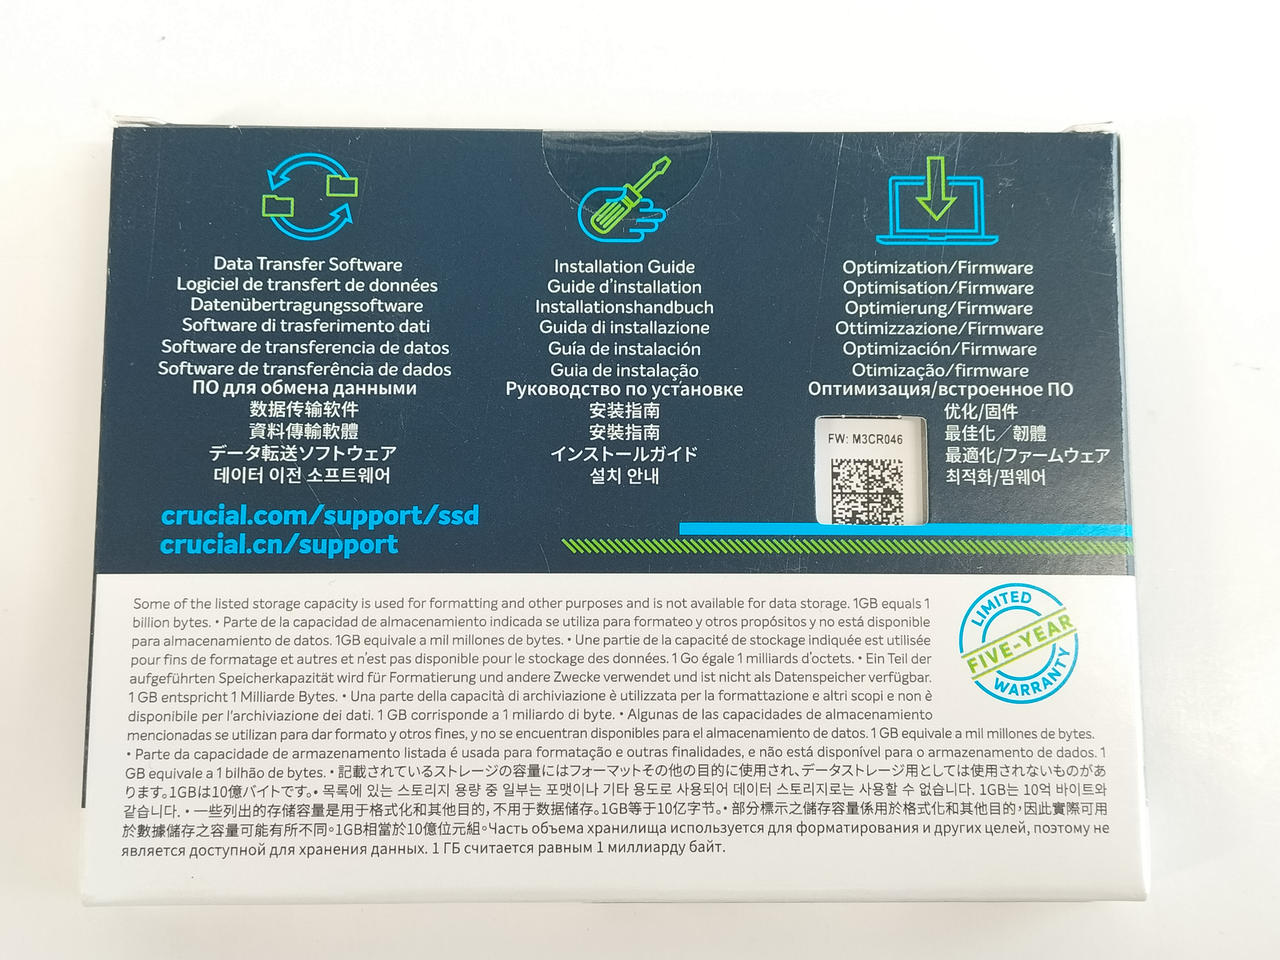 Data Transfer Software
Logiciel de transfert de données
Datenübertragungssoftware
Software di trasferimento dati
Software de transferencia de datos
Software de transferência de dados
ПО для обмена данными
数据传输软件
資料傳輸軟體
データ転送ソフトウェア
데이터 이전 소프트웨어
Installation Guide
Guide d'installation
Installationshandbuch
Guida di installazione
Guía de instalación
Guia de instalação
Руководство по установке
安装指南
安裝指南
インストールガイド
설치 안내
Optimization/Firmware
Optimisation/Firmware
Optimierung/Firmware
Ottimizzazione/Firmware
Optimización/Firmware
Otimização/firmware
Оптимизация/встроенное ПО
优化/固件
最佳化／韌體
最適化/ファームウェア
최적화/펌웨어
FW: M3CR046
crucial.com/support/ssd
crucial.cn/support
Some of the listed storage capacity is used for formatting and other purposes and is not available for data storage. 1GB equals 1
billion bytes. • Parte de la capacidad de almacenamiento indicada se utiliza para formateo y otros propósitos y no está disponible
para almacenamiento de datos. 1GB equivale a mil millones de bytes. • Une partie de la capacité de stockage indiquée est utilisée
pour fins de formatage et autres et n'est pas disponible pour le stockage des données. 1 Go égale 1 milliards d'octets. • Ein Teil der
aufgeführten Speicherkapazität wird für Formatierung und andere Zwecke verwendet und ist nicht als Datenspeicher verfügbar.
1 GB entspricht 1 Milliarde Bytes. • Una parte della capacità di archiviazione è utilizzata per la formattazione e altri scopi e non è
disponibile per l'archiviazione dei dati. 1 GB corrisponde a 1 miliardo di byte. • Algunas de las capacidades de almacenamiento
mencionadas se utilizan para dar formato y otros fines, y no se encuentran disponibles para el almacenamiento de datos. 1 GB equivale a mil millones de bytes.
• Parte da capacidade de armazenamento listada é usada para formatação e outras finalidades, e não está disponível para o armazenamento de dados. 1
GB equivale a 1 bilhão de bytes. • 記載されているストレージの容量にはフォーマットその他の目的に使用され、データストレージ用としては使用されないものがあ
ります。1GBは10億バイトです。• 목록에 있는 스토리지 용량 중 일부는 포맷이나 기타 용도로 사용되어 데이터 스토리지로는 사용할 수 없습니다. 1GB는 10억 바이트와
같습니다. • 一些列出的存储容量是用于格式化和其他目的，不用于数据储存。1GB等于10亿字节。• 部分標示之儲存容量係用於格式化和其他目的，因此實際可用
於數據儲存之容量可能有所不同。1GB相當於10億位元組。Часть объема хранилища используется для форматирования и других целей, поэтому не
является доступной для хранения данных. 1 ГБ считается равным 1 миллиарду байт.
LIMITED
FIVE-YEAR
WARRANTY